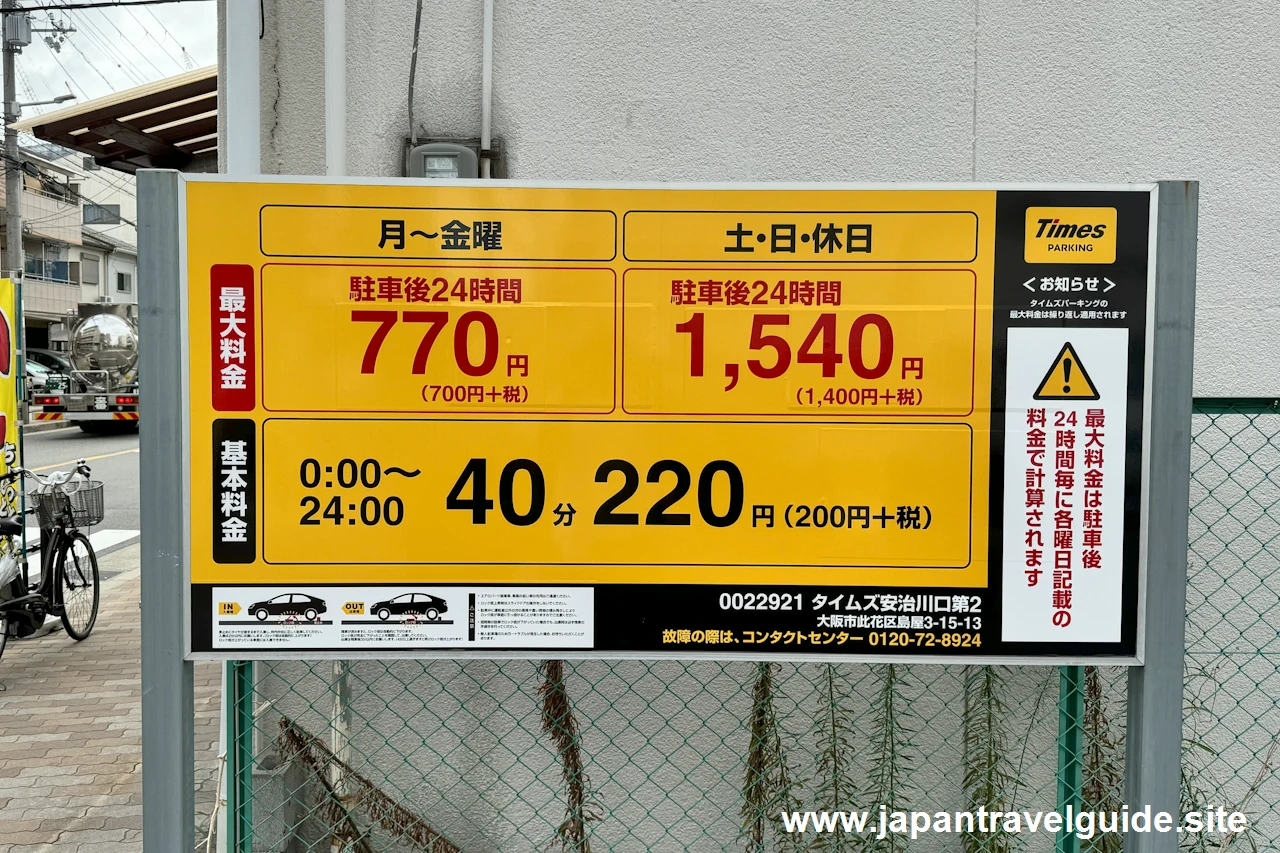 月～金曜
土・日・休日
最大料金
駐車後24時間
770円
(700円＋税)
駐車後24時間
1,540円
(1,400円＋税)
基本料金
0:00～
24:00
40分 220円(200円＋税)
Times
PARKING
＜お知らせ＞
タイムズパーキングの
最大料金は繰り返し適用されます
最大料金は駐車後
24時間毎に各曜日記載の
料金で計算されます
IN
OUT
0022921 タイムズ安治川口第2
大阪市此花区島屋3-15-13
故障の際は、コンタクトセンター 0120-72-8924
www.japantravelguide.site